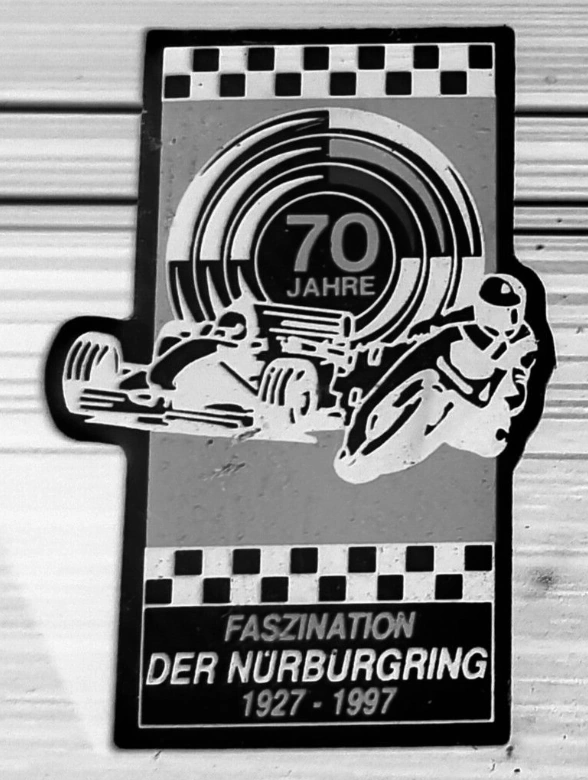 70
JAHRE
FASZINATION
DER NÜRBURGRING
1927 - 1997